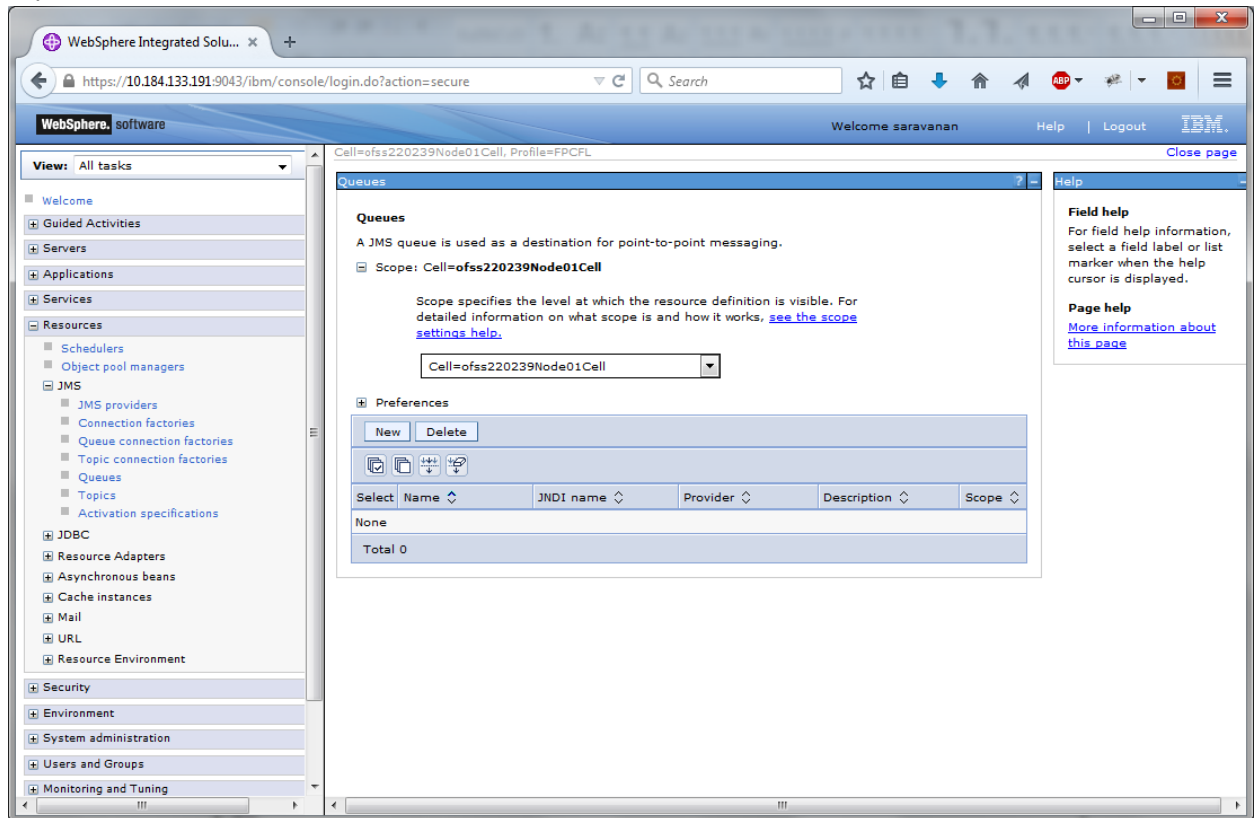 WebSphere Integrated Solu...
https://10.184.133.191:9043/ibm/console/login.do?action=secure
Search
ABP
WebSphere. software
Welcome saravanan
Help | Logout
IBM.
View: All tasks
Welcome
Guided Activities
Servers
Applications
Services
Resources
Schedulers
Object pool managers
JMS
JMS providers
Connection factories
Queue connection factories
Topic connection factories
Queues
Topics
Activation specifications
JDBC
Resource Adapters
Asynchronous beans
Cache instances
Mail
URL
Resource Environment
Security
Environment
System administration
Users and Groups
Monitoring and Tuning
Cell=ofss220239Node01Cell, Profile=FPCFL
Close page
Queues
?
Queues
A JMS queue is used as a destination for point-to-point messaging.
Scope: Cell=ofss220239Node01Cell
Scope specifies the level at which the resource definition is visible. For
detailed information on what scope is and how it works, see the scope
settings help.
Cell=ofss220239Node01Cell
Preferences
New Delete
Select Name JNDI name Provider Description Scope
None
Total 0
Help
Field help
For field help information,
select a field label or list
marker when the help
cursor is displayed.
Page help
More information about
this page